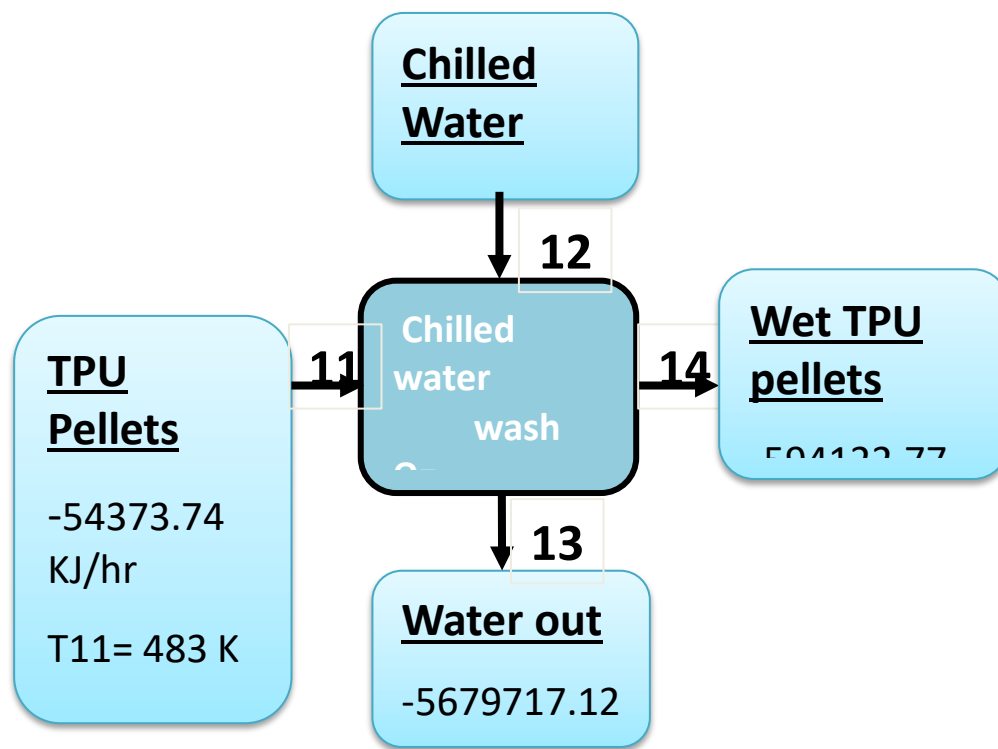 Chilled
Water
12
Chilled
water
wash
11
14
TPU
Pellets
-54373.74
KJ/hr
T11= 483 K
Wet TPU
pellets
13
Water out
-5679717.12